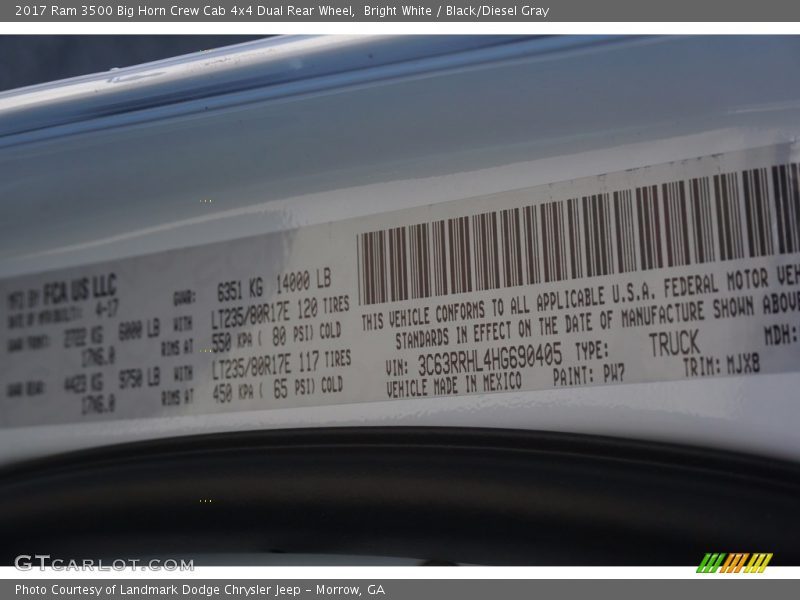 2017 Ram 3500 Big Horn Crew Cab 4x4 Dual Rear Wheel, Bright White / Black/Diesel Gray
MFD BY FCA US LLC
DATE OF MFR 4-17
GVWR: 6351 KG 14000 LB
2722 KG 6000 LB WITH LT235/80R17E 120 TIRES
17X6.0 RIMS AT 550 KPA ( 80 PSI) COLD
GAWR REAR: 4423 KG 9750 LB WITH LT235/80R17E 117 TIRES
17X6.0 RIMS AT 450 KPA ( 65 PSI) COLD
THIS VEHICLE CONFORMS TO ALL APPLICABLE U.S.A. FEDERAL MOTOR VEH
STANDARDS IN EFFECT ON THE DATE OF MANUFACTURE SHOWN ABOV
VIN: 3C63RRHL4HG690405 TYPE: TRUCK MDH:
VEHICLE MADE IN MEXICO PAINT: PW7 TRIM: MJX8
GTCARLOT.COM
Photo Courtesy of Landmark Dodge Chrysler Jeep – Morrow, GA